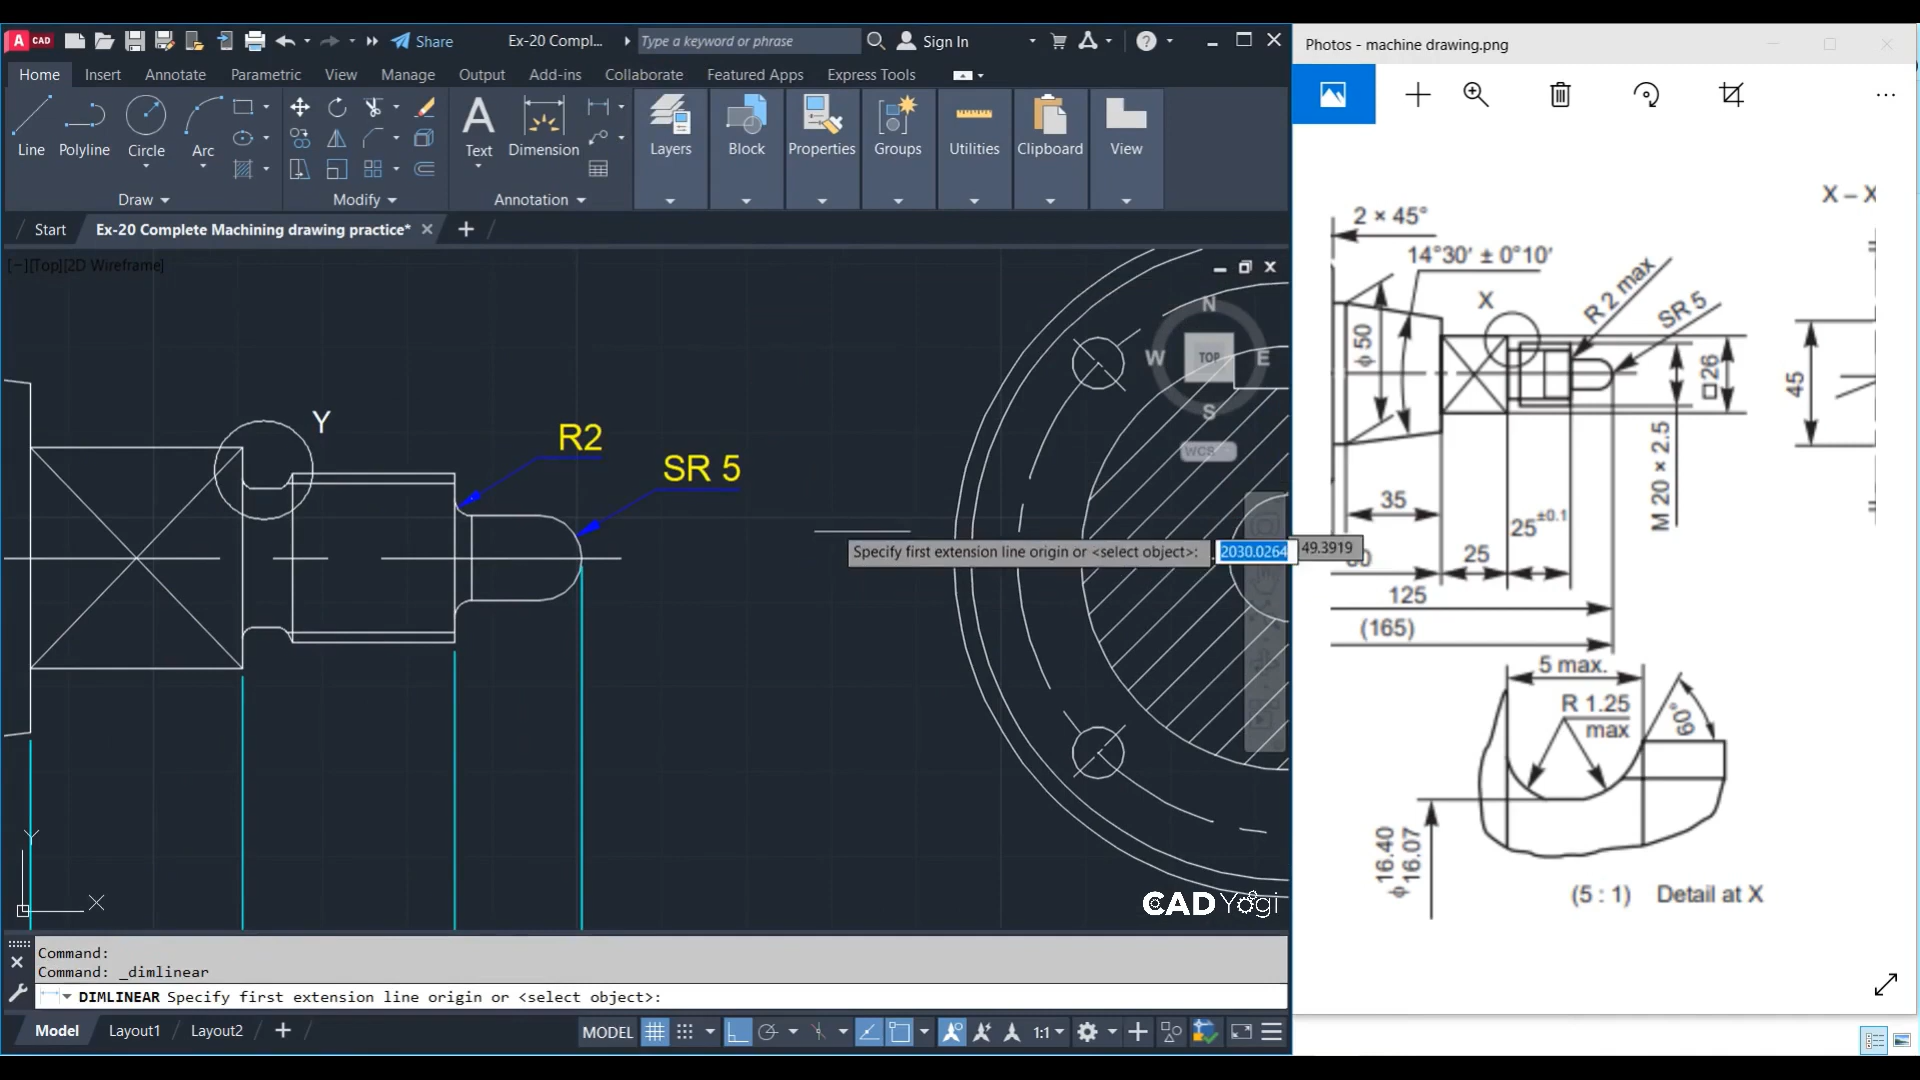 A CAD
Share
Ex-20 Compl...
Type a keyword or phrase
Sign In
Photos - machine drawing.png
Home
Insert
Annotate
Parametric
View
Manage
Output
Add-ins
Collaborate
Featured Apps
Express Tools
Line
Polyline
Circle
Arc
Text
Dimension
Layers
Block
Properties
Groups
Utilities
Clipboard
View
Draw
Modify
Annotation
Start
Ex-20 Complete Machining drawing practice*
[−][Top][2D Wireframe]
N
W
TOP
E
S
WCS
Y
R2
SR 5
Specify first extension line origin or <select object>:
2030.0264
49.3919
Y
X
CAD Yogi
Command:
Command: _dimlinear
DIMLINEAR Specify first extension line origin or <select object>:
Model
Layout1
Layout2
MODEL
1:1
X – X
2 × 45°
14°30′ ± 0°10′
X
R 2 max
SR 5
ϕ 50
□26
45
M 20 × 2.5
35
25±0.1
25
125
(165)
5 max.
R 1.25
max
60°
ϕ 16.40
16.07
(5 : 1) Detail at X